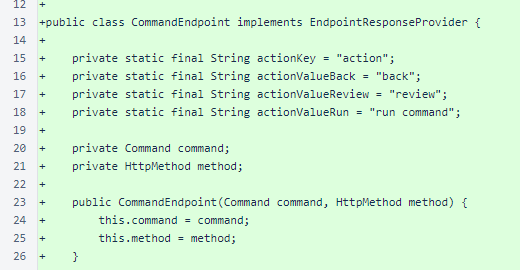 12 +
13 +public class CommandEndpoint implements EndpointResponseProvider {
14 +
15 +    private static final String actionKey = "action";
16 +    private static final String actionValueBack = "back";
17 +    private static final String actionValueReview = "review";
18 +    private static final String actionValueRun = "run command";
19 +
20 +    private Command command;
21 +    private HttpMethod method;
22 +
23 +    public CommandEndpoint(Command command, HttpMethod method) {
24 +        this.command = command;
25 +        this.method = method;
26 +    }